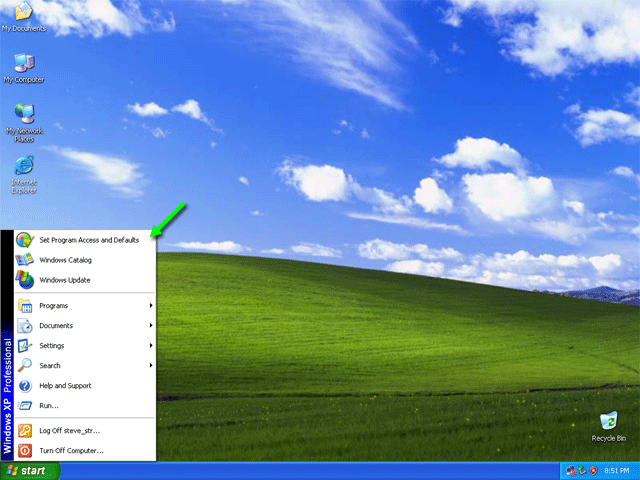 My Documents
My Computer
My Network
Places
Internet
Explorer
Set Program Access and Defaults
Windows Catalog
Windows Update
Programs
Documents
Settings
Search
Help and Support
Run...
Log Off steve_str...
Turn Off Computer...
Windows XP Professional
Recycle Bin
start
8:51 PM